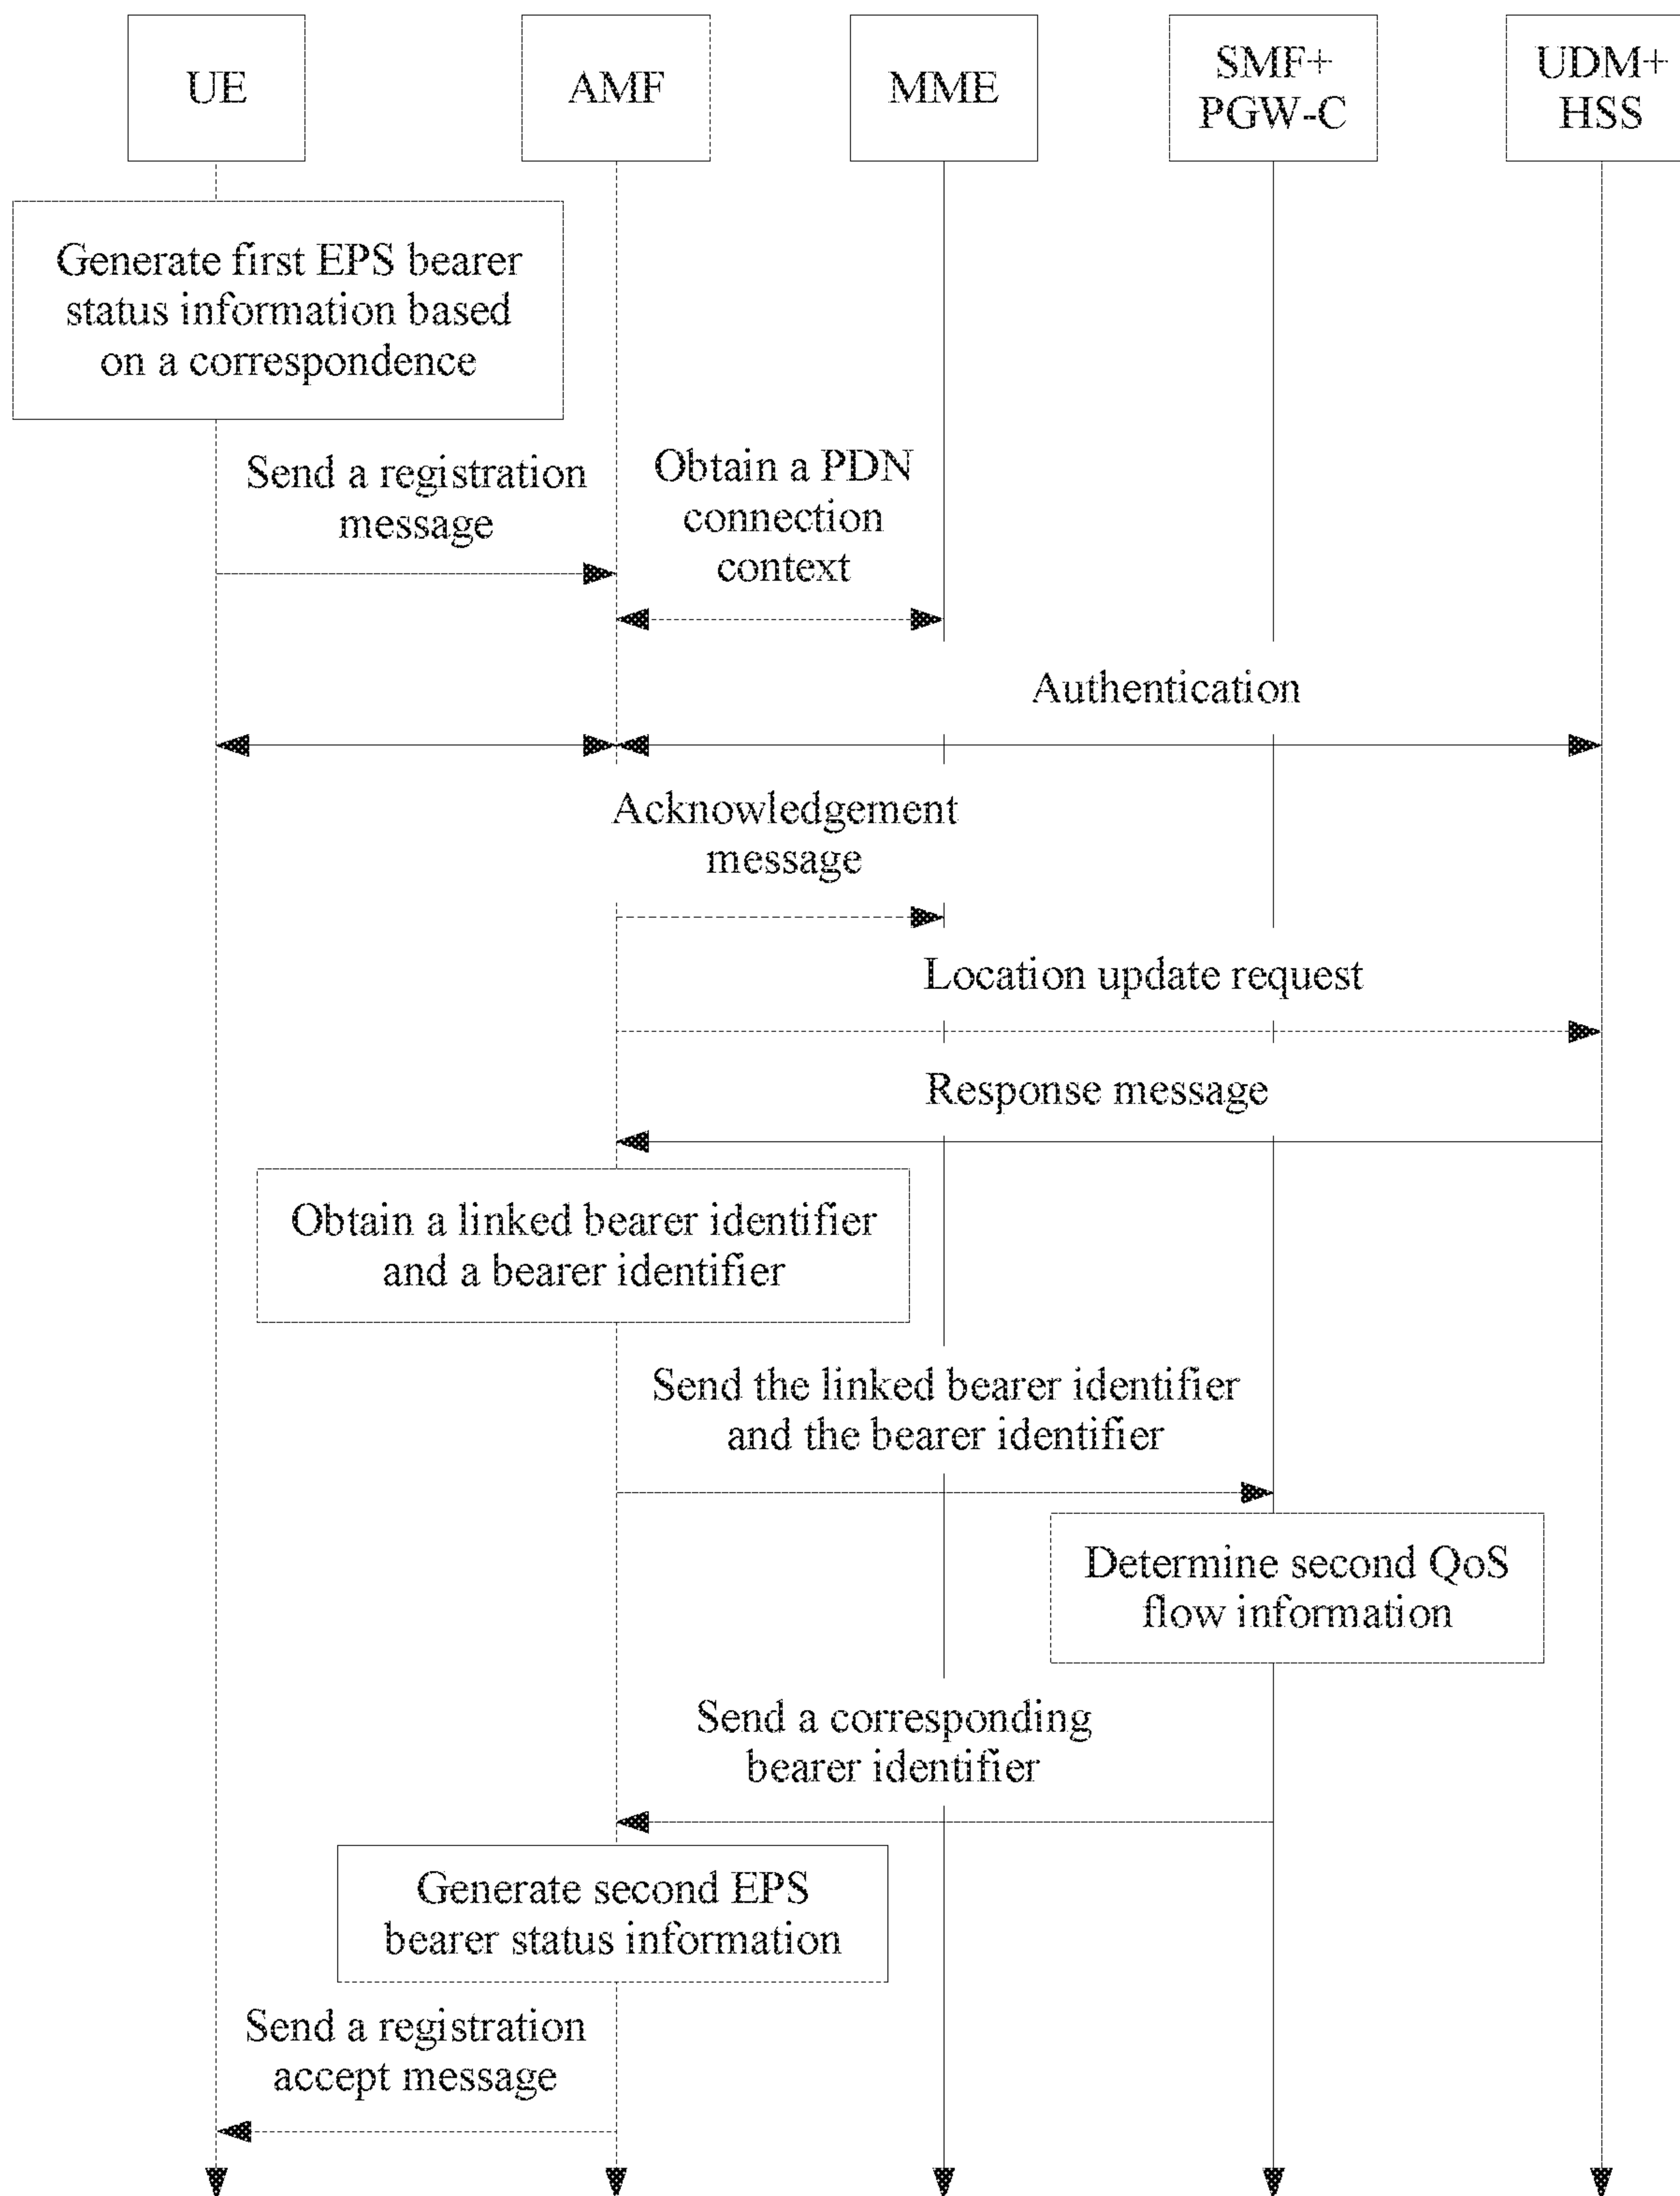 UE
AMF
MME
SMF+
PGW-C
UDM+
HSS
Generate first EPS bearer
status information based
on a correspondence
Send a registration
message
Obtain a PDN
connection
context
Authentication
Acknowledgement
message
Location update request
Response message
Obtain a linked bearer identifier
and a bearer identifier
Send the linked bearer identifier
and the bearer identifier
Determine second QoS
flow information
Send a corresponding
bearer identifier
Generate second EPS
bearer status information
Send a registration
accept message